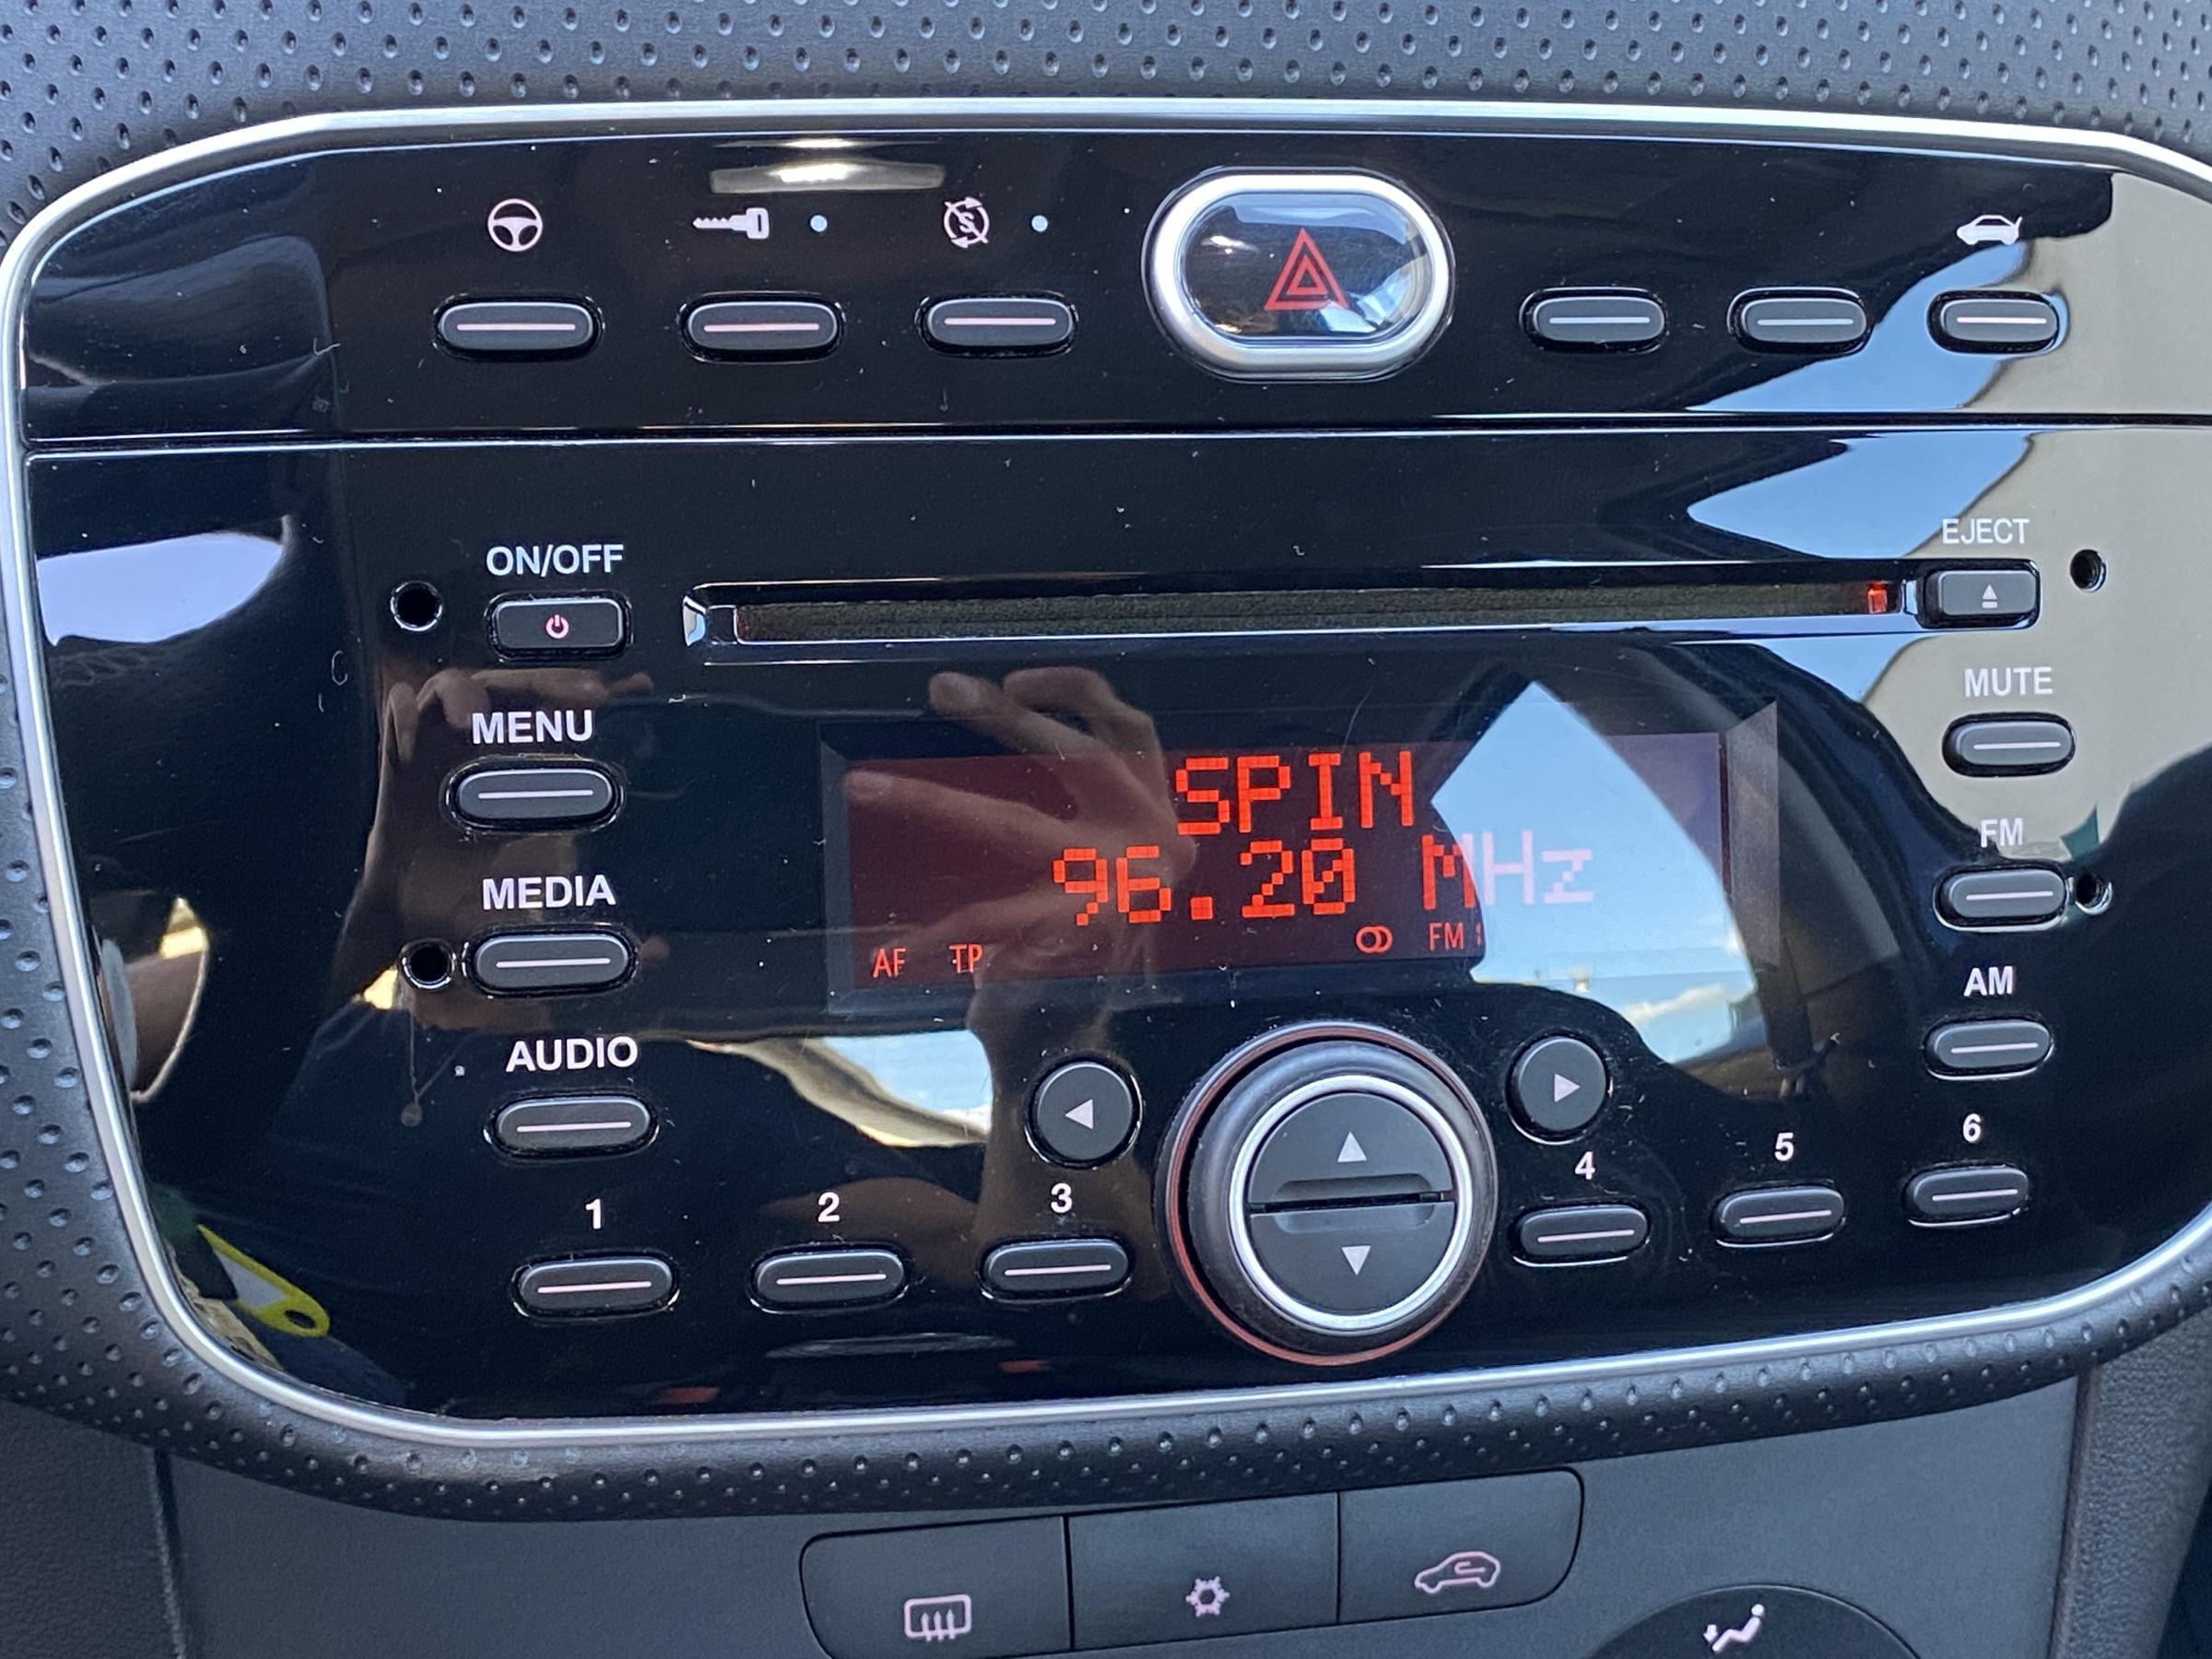 ON/OFF
EJECT
MENU
MUTE
SPIN
96.20 MHz
FM
MEDIA
AF TP FM
AUDIO
AM
1 2 3 4 5 6